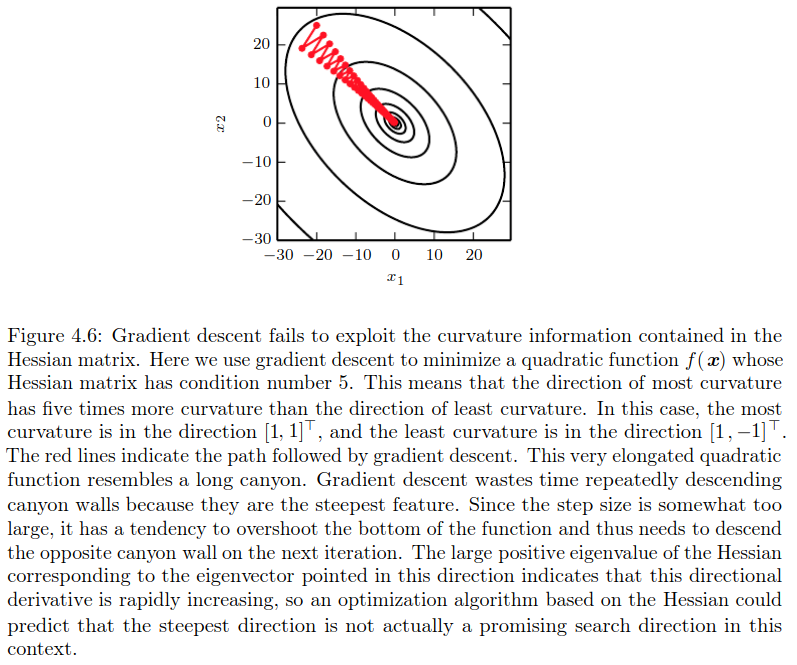 20
10
0
−10
−20
−30
x2
−30 −20 −10 0 10 20
x1
Figure 4.6: Gradient descent fails to exploit the curvature information contained in the
Hessian matrix. Here we use gradient descent to minimize a quadratic function f(x) whose
Hessian matrix has condition number 5. This means that the direction of most curvature
has five times more curvature than the direction of least curvature. In this case, the most
curvature is in the direction [1, 1]⊤, and the least curvature is in the direction [1, −1]⊤.
The red lines indicate the path followed by gradient descent. This very elongated quadratic
function resembles a long canyon. Gradient descent wastes time repeatedly descending
canyon walls because they are the steepest feature. Since the step size is somewhat too
large, it has a tendency to overshoot the bottom of the function and thus needs to descend
the opposite canyon wall on the next iteration. The large positive eigenvalue of the Hessian
corresponding to the eigenvector pointed in this direction indicates that this directional
derivative is rapidly increasing, so an optimization algorithm based on the Hessian could
predict that the steepest direction is not actually a promising search direction in this
context.